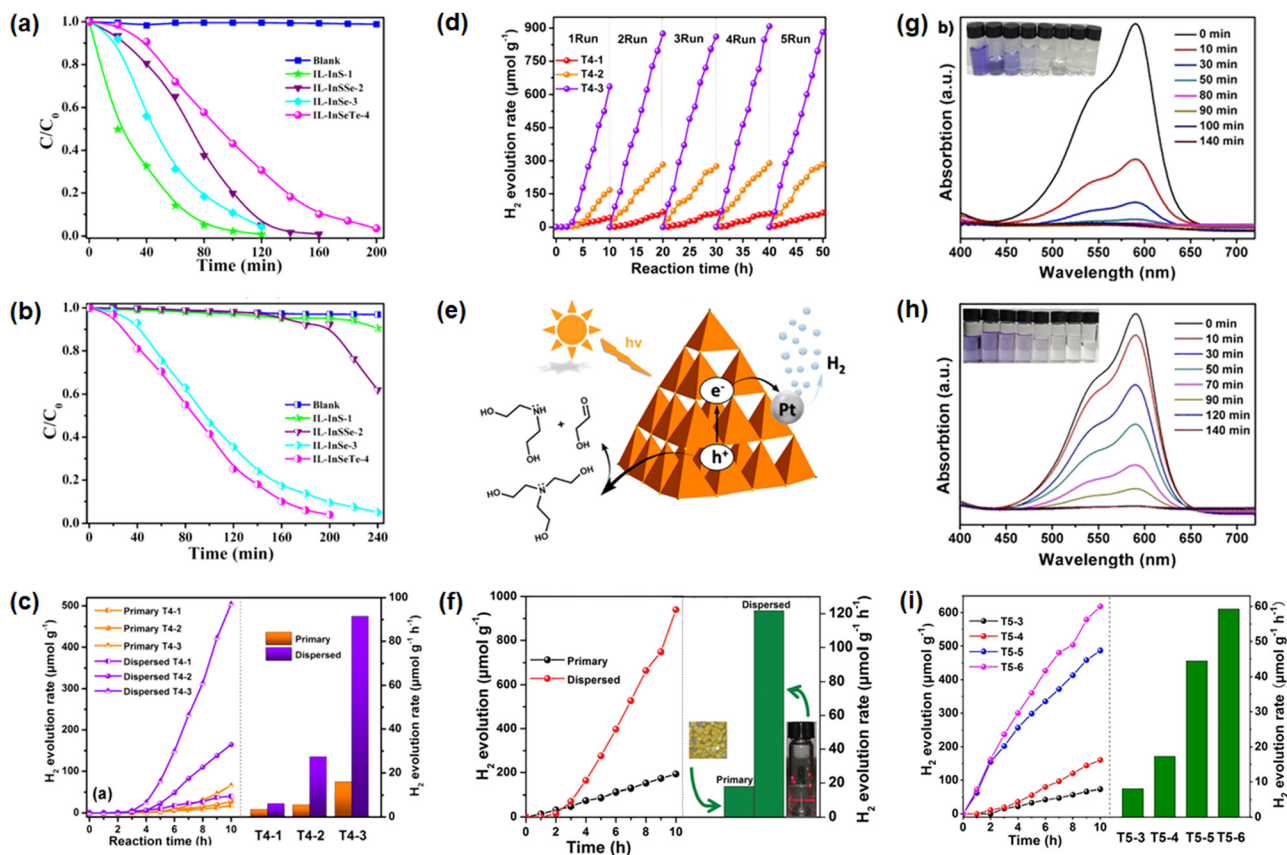 (a)
1.0
0.8
0.6
0.4
0.2
0.0
C/C0
Blank
IL-InS-1
IL-InSSe-2
IL-InSe-3
IL-InSeTe-4
0 40 80 120 160 200
Time (min)
(d)
900
750
600
450
300
150
0
H2 evolution rate (μmol g-1)
1Run 2Run 3Run 4Run 5Run
T4-1
T4-2
T4-3
0 5 10 15 20 25 30 35 40 45 50
Reaction time (h)
(g)
b)
Absorbtion (a.u.)
0 min
10 min
30 min
50 min
80 min
90 min
100 min
140 min
400 450 500 550 600 650 700
Wavelength (nm)
(b)
1.0
0.8
0.6
0.4
0.2
0.0
C/C0
Blank
IL-InS-1
IL-InSSe-2
IL-InSe-3
IL-InSeTe-4
0 40 80 120 160 200 240
Time (min)
(e)
hv
H2
e-
Pt
h+
HO
NH
OH
+
O
OH
HO
N
OH
OH
(h)
Absorbtion (a.u.)
0 min
10 min
30 min
50 min
70 min
90 min
120 min
140 min
400 450 500 550 600 650 700
Wavelength (nm)
(c)
500
400
300
200
100
50
0
H2 evolution rate (μmol g-1)
Primary T4-1
Primary T4-2
Primary T4-3
Dispersed T4-1
Dispersed T4-2
Dispersed T4-3
(a)
0 2 4 6 8 10
Reaction time (h)
Primary
Dispersed
T4-1 T4-2 T4-3
100
80
60
40
20
0
H2 evolution rate (μmol g-1 h-1)
(f)
1000
800
600
400
200
0
H2 evolution (μmol g-1)
Primary
Dispersed
0 2 4 6 8 10
Time (h)
Dispersed
Primary
120
100
80
60
40
20
0
H2 evolution rate (μmol g-1 h-1)
(i)
600
450
300
150
0
H2 evolution (μmol g-1)
T5-3
T5-4
T5-5
T5-6
0 2 4 6 8 10
Time (h)
T5-3 T5-4 T5-5 T5-6
60
50
40
30
20
10
0
H2 evolution rate (μmol g-1 h-1)